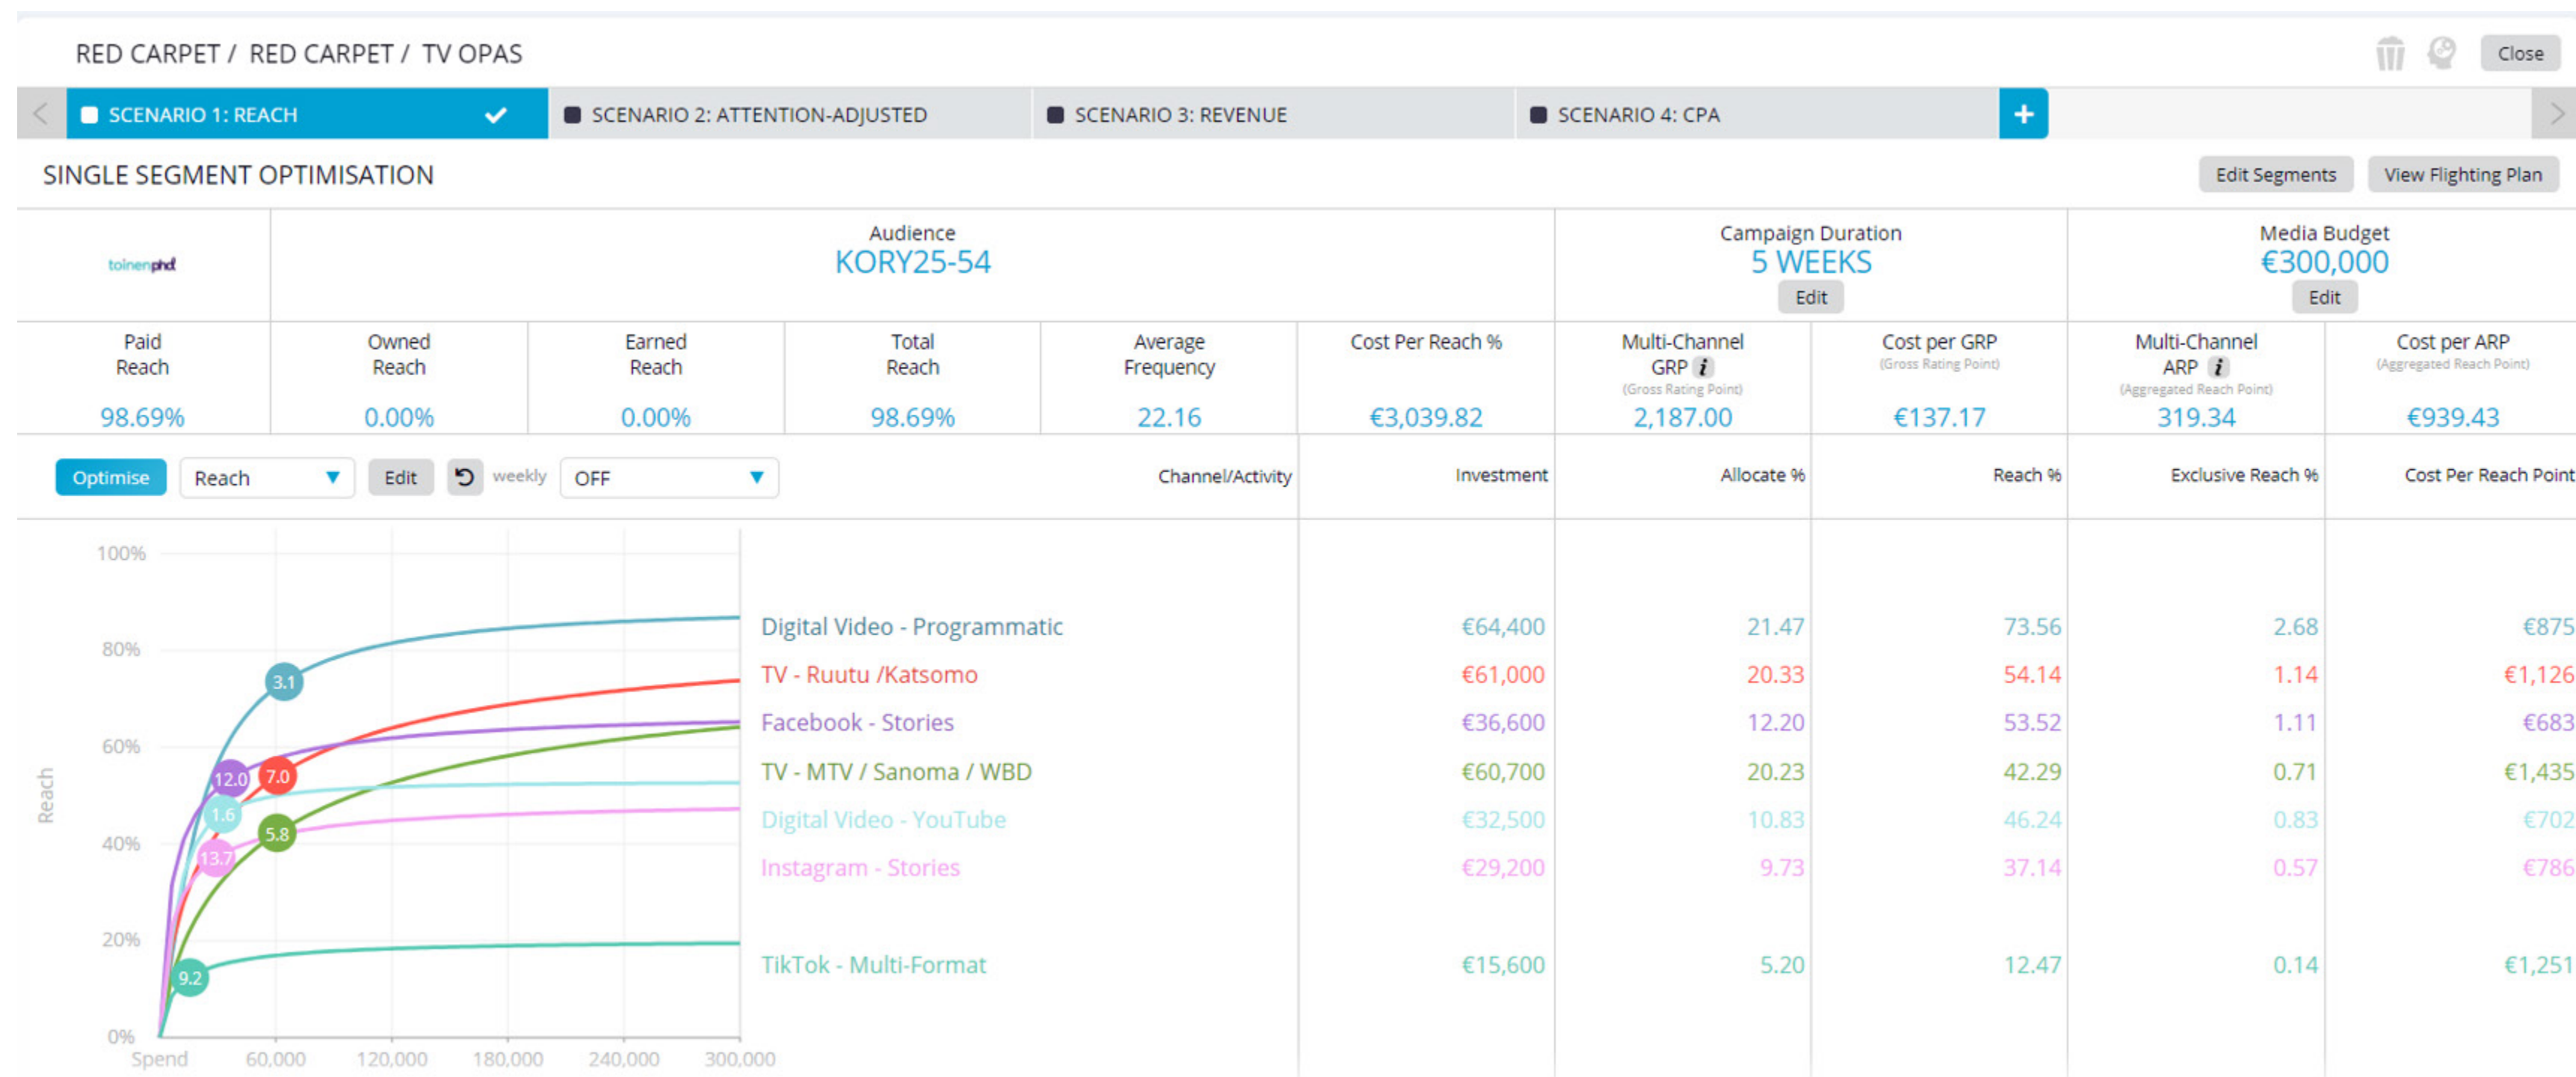 RED CARPET / RED CARPET / TV OPAS
Close
SCENARIO 1: REACH
SCENARIO 2: ATTENTION-ADJUSTED
SCENARIO 3: REVENUE
SCENARIO 4: CPA
+
SINGLE SEGMENT OPTIMISATION
Edit Segments
View Flighting Plan
toinenphd
Audience
KORY25-54
Campaign Duration
5 WEEKS
Edit
Media Budget
€300,000
Edit
Paid
Reach
98.69%
Owned
Reach
0.00%
Earned
Reach
0.00%
Total
Reach
98.69%
Average
Frequency
22.16
Cost Per Reach %
€3,039.82
Multi-Channel
GRP i
(Gross Rating Point)
2,187.00
Cost per GRP
(Gross Rating Point)
€137.17
Multi-Channel
ARP i
(Aggregated Reach Point)
319.34
Cost per ARP
(Aggregated Reach Point)
€939.43
Optimise Reach Edit weekly OFF Channel/Activity Investment Allocate % Reach % Exclusive Reach % Cost Per Reach Point
100%
80%
60%
40%
20%
0%
Reach
Spend 60,000 120,000 180,000 240,000 300,000
3.1
12.0
7.0
1.6
5.8
13.7
9.2
Digital Video - Programmatic €64,400 21.47 73.56 2.68 €875
TV - Ruutu /Katsomo €61,000 20.33 54.14 1.14 €1,126
Facebook - Stories €36,600 12.20 53.52 1.11 €683
TV - MTV / Sanoma / WBD €60,700 20.23 42.29 0.71 €1,435
Digital Video - YouTube €32,500 10.83 46.24 0.83 €702
Instagram - Stories €29,200 9.73 37.14 0.57 €786
TikTok - Multi-Format €15,600 5.20 12.47 0.14 €1,251